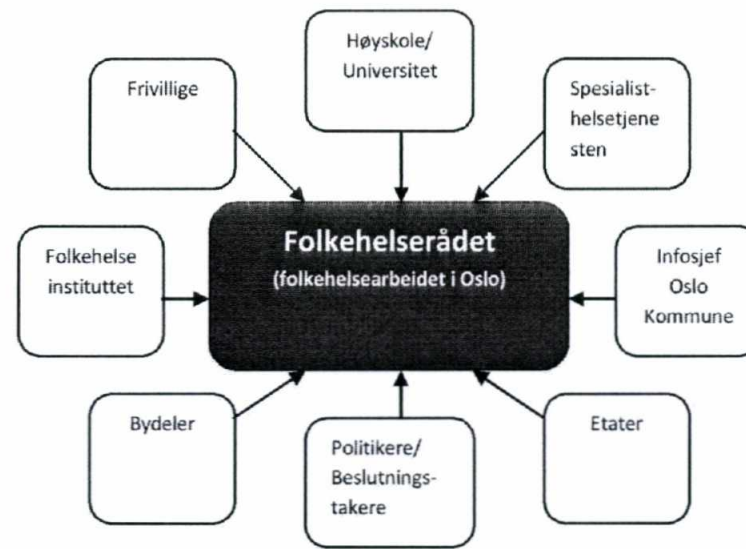 Høyskole/
Universitet
Frivillige
Spesialist-
helsetjene
sten
Folkehelserådet
(folkehelsearbeidet i Oslo)
Folkehelse
instituttet
Infosjef
Oslo
Kommune
Bydeler
Politikere/
Beslutnings-
takere
Etater